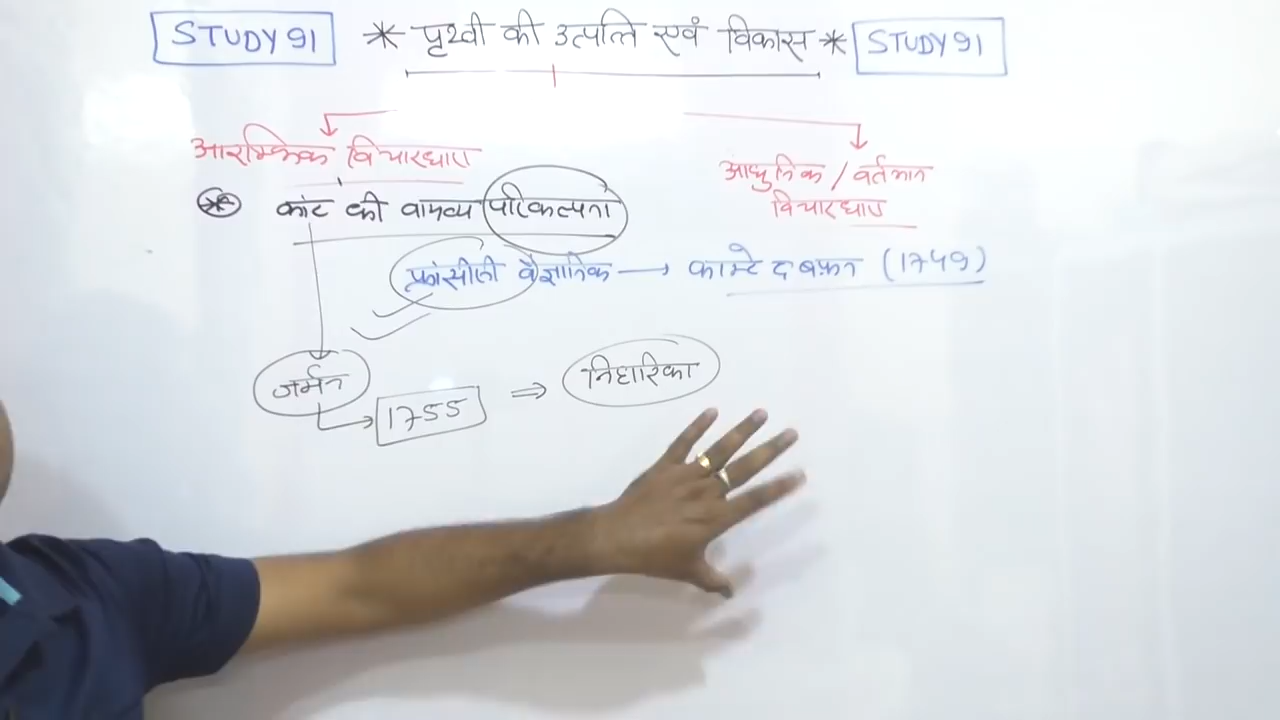 STUDY 91 * पृथ्वी की उत्पत्ति एवं विकास * STUDY 91
आरम्भिक विचारधारा
आधुनिक / वर्तमान
विचारधारा
* कांट की वायव्य परिकल्पना
फ्रांसीसी वैज्ञानिक → काम्टे द बफन (1749)
जर्मन
1755 ⇒ निहारिका